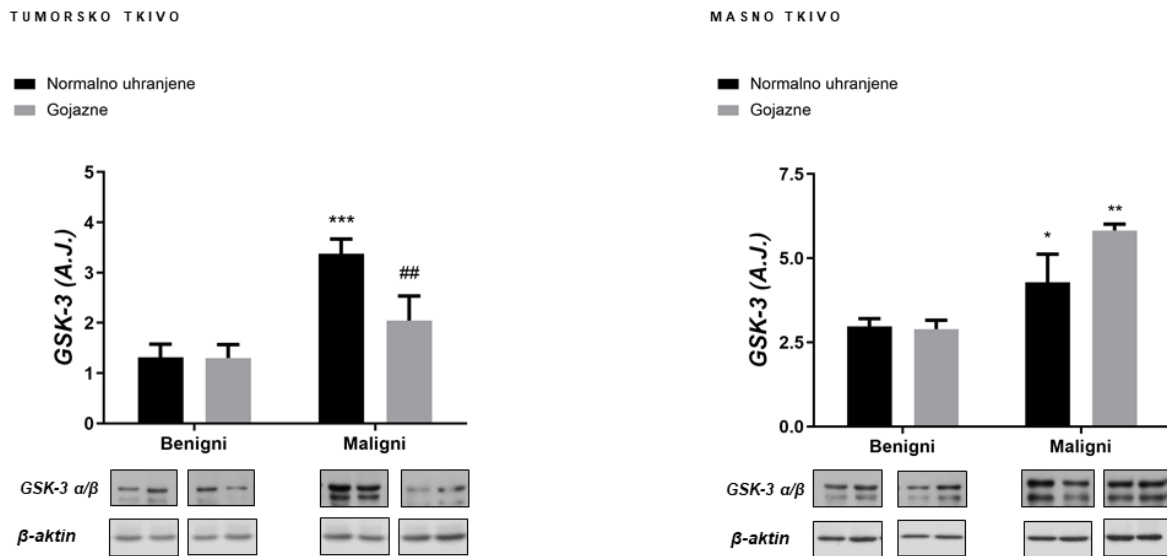 TUMORSKO TKIVO
Normalno uhranjene
Gojazne
5
4
3
2
1
0
GSK-3 (A.J.)
***
##
Benigni Maligni
GSK-3 α/β
β-aktin
MASNO TKIVO
Normalno uhranjene
Gojazne
7.5
5.0
2.5
0.0
GSK-3 (A.J.)
*
**
Benigni Maligni
GSK-3 α/β
β-aktin